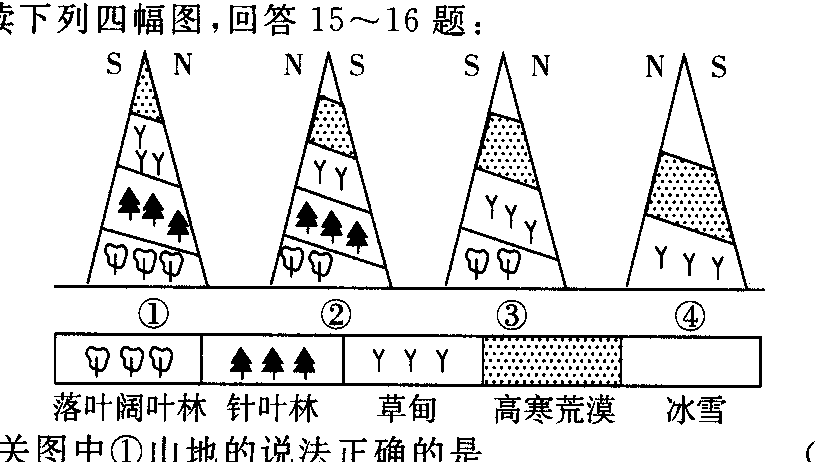 读下列四幅图,回答 15～16 题:
S N N S S N N S
① ② ③ ④
落叶阔叶林 针叶林 草甸 高寒荒漠 冰雪
关图中①山地的说法正确的是 (